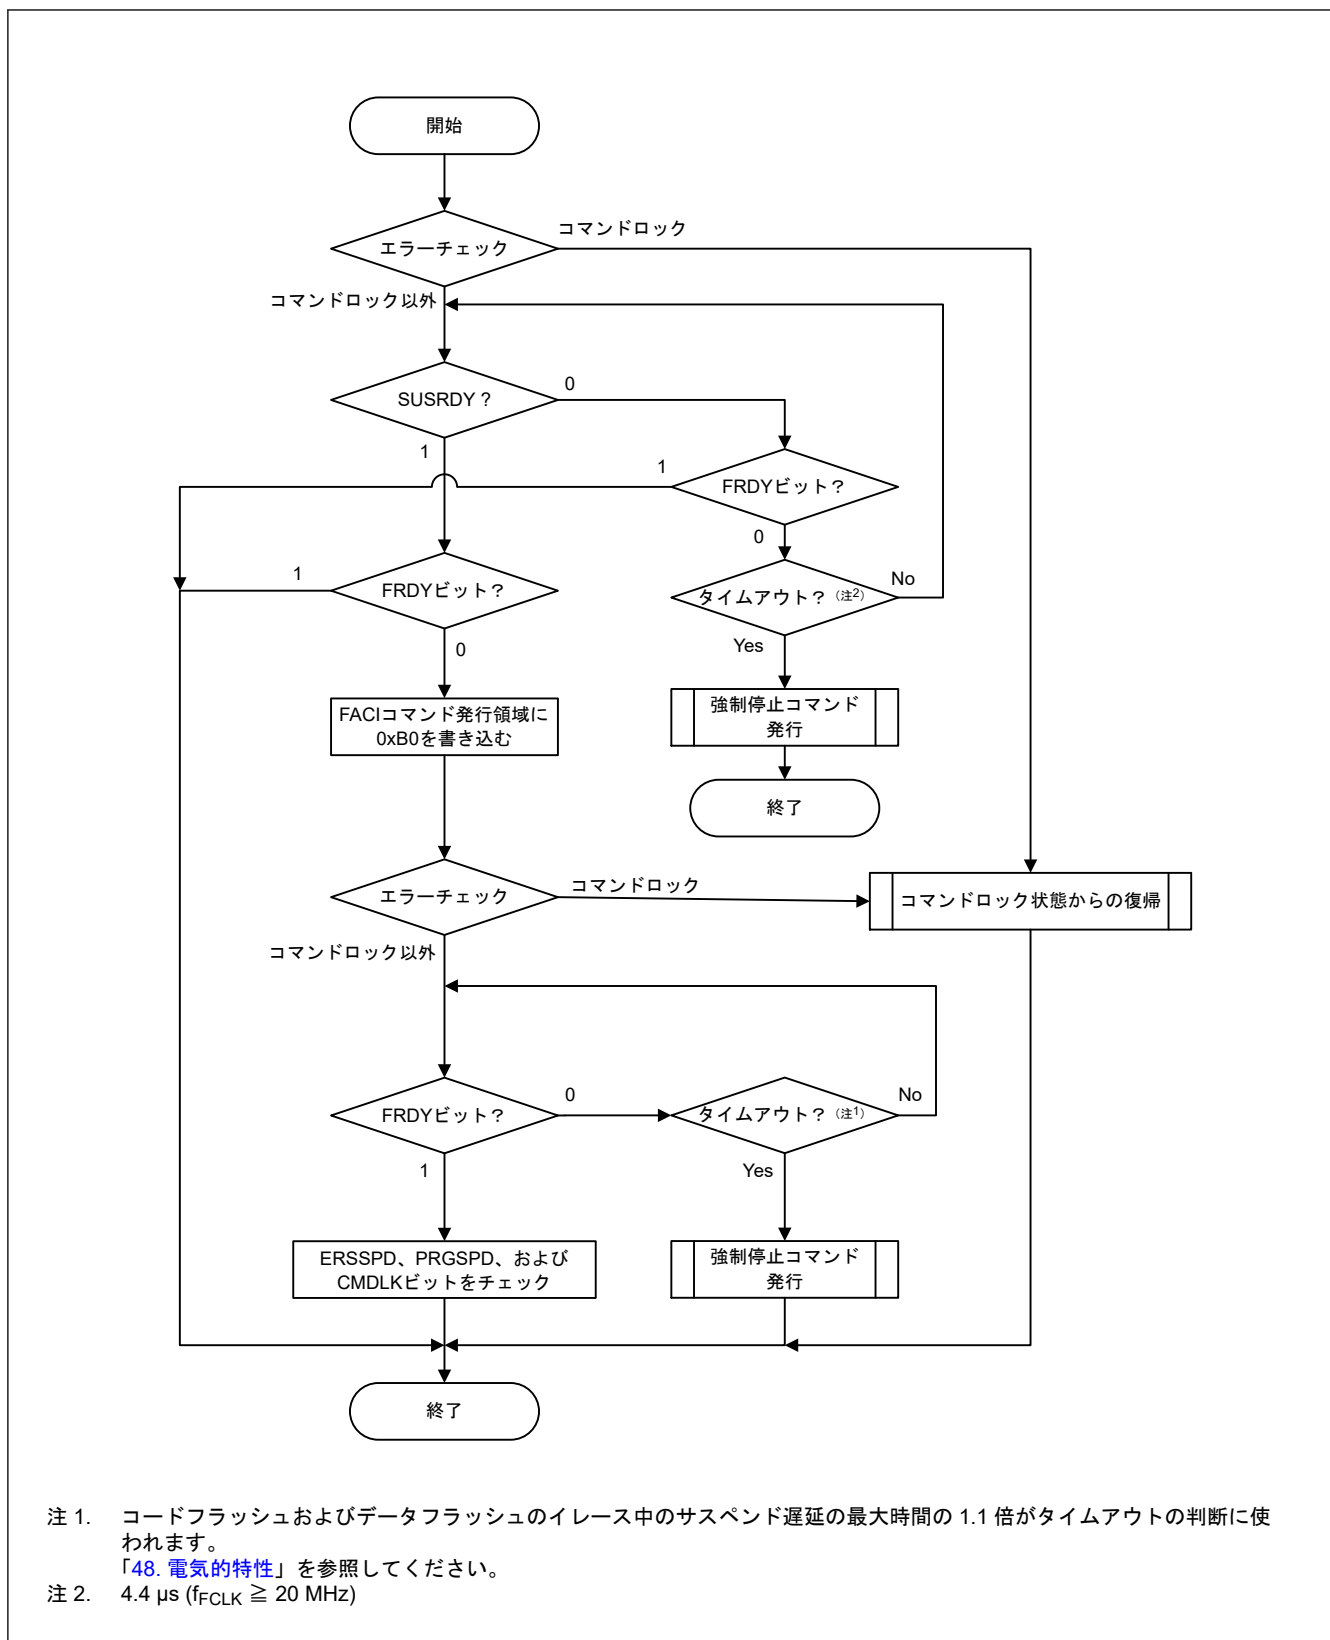 開始
エラーチェック
コマンドロック
コマンドロック以外
SUSRDY ?
0
1
FRDYビット？
1
0
FRDYビット？
1
0
タイムアウト？（注2）
No
Yes
強制停止コマンド
発行
終了
FACIコマンド発行領域に
0xB0を書き込む
エラーチェック
コマンドロック
コマンドロック状態からの復帰
コマンドロック以外
FRDYビット？
0
タイムアウト？（注1）
No
1
Yes
ERSSPD、PRGSPD、および
CMDLKビットをチェック
強制停止コマンド
発行
終了
注 1. コードフラッシュおよびデータフラッシュのイレース中のサスペンド遅延の最大時間の 1.1 倍がタイムアウトの判断に使
われます。
「48. 電気的特性」を参照してください。
注 2. 4.4 µs (fFCLK ≧ 20 MHz)